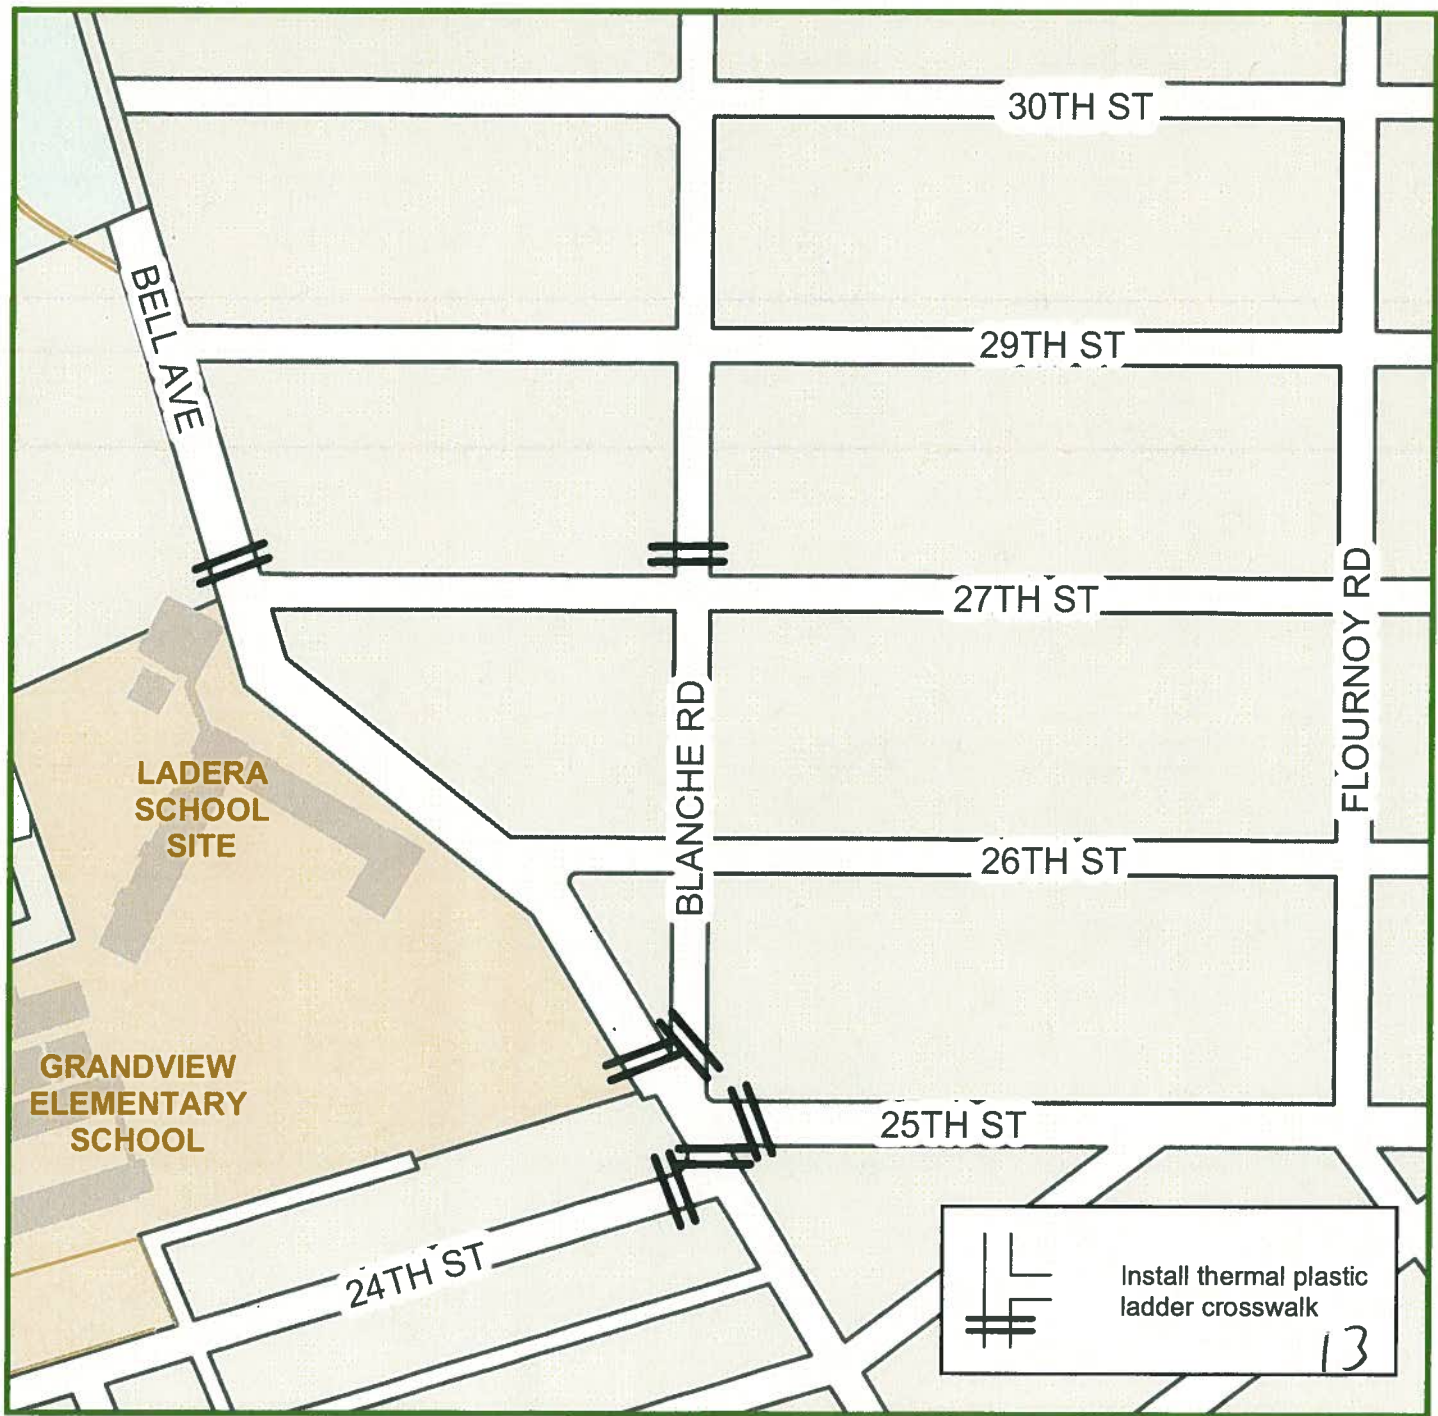 30TH ST
BELL AVE
29TH ST
27TH ST
FLOURNOY RD
BLANCHE RD
LADERA
SCHOOL
SITE
26TH ST
GRANDVIEW
ELEMENTARY
SCHOOL
25TH ST
24TH ST
Install thermal plastic
ladder crosswalk
13